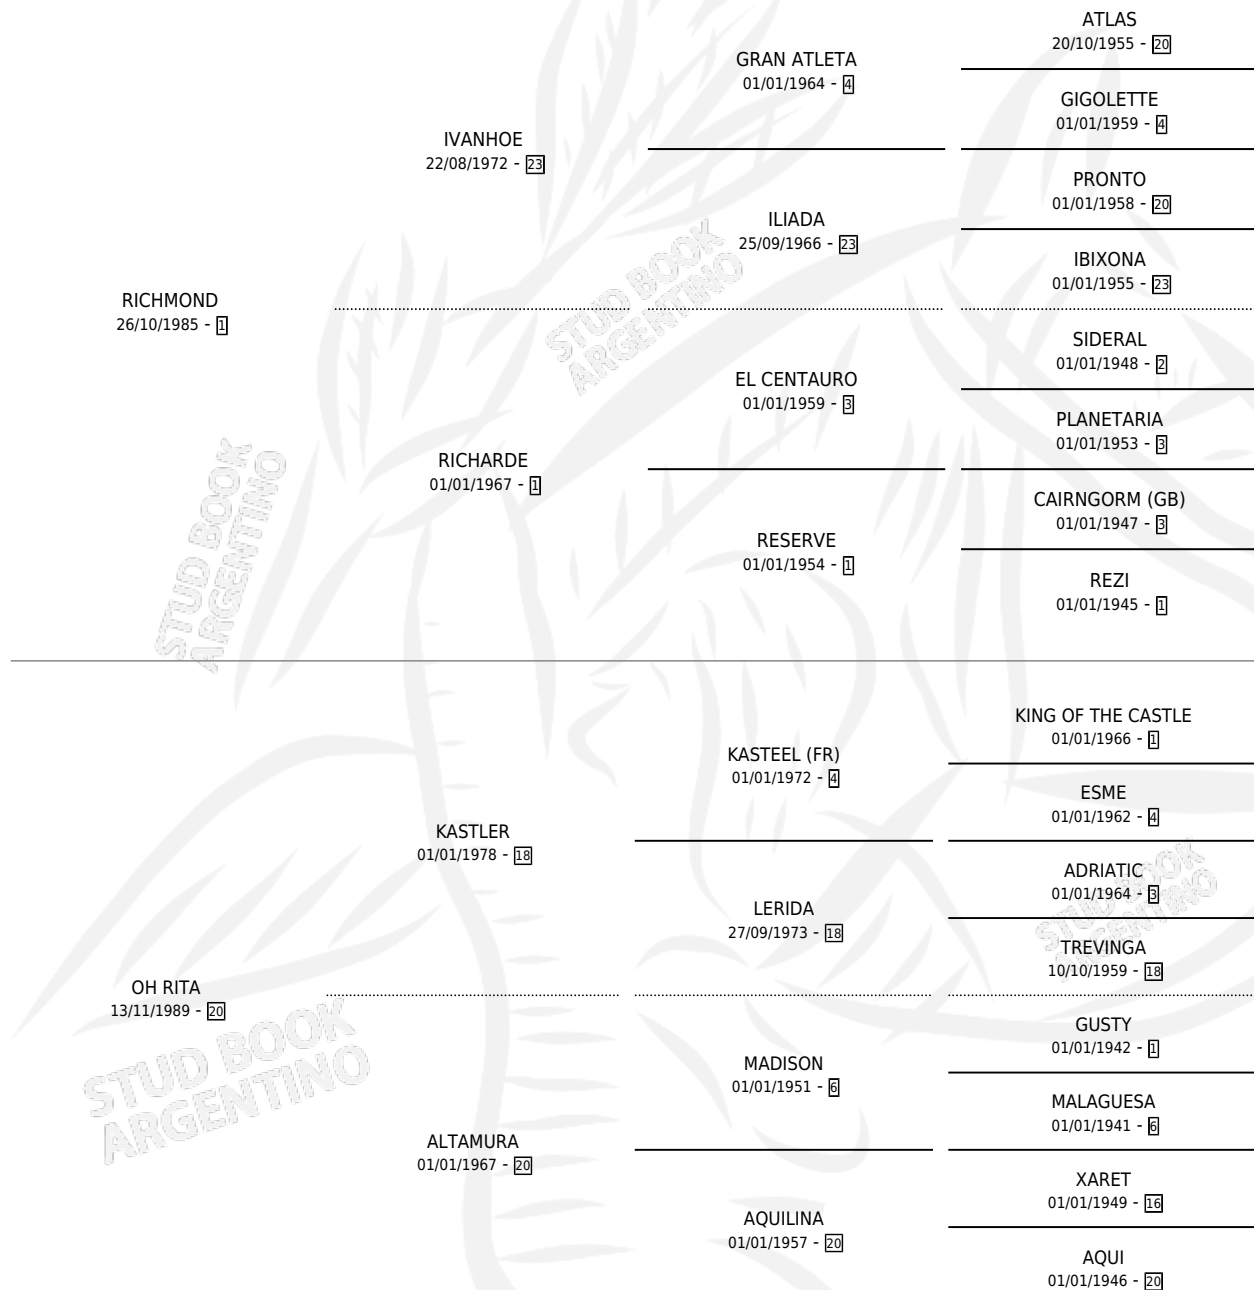 ATLAS
20/10/1955 - 20
GRAN ATLETA
01/01/1964 - 4
GIGOLETTE
01/01/1959 - 4
IVANHOE
22/08/1972 - 23
PRONTO
01/01/1958 - 20
ILIADA
25/09/1966 - 23
IBIXONA
01/01/1955 - 23
RICHMOND
26/10/1985 - 1
STUD BOOK
ARGENTINO
SIDERAL
01/01/1948 - 2
EL CENTAURO
01/01/1959 - 3
PLANETARIA
01/01/1953 - 3
RICHARDE
01/01/1967 - 1
CAIRNGORM (GB)
01/01/1947 - 3
RESERVE
01/01/1954 - 1
REZI
01/01/1945 - 1
STUD BOOK
ARGENTINO
KING OF THE CASTLE
01/01/1966 - 1
KASTEEL (FR)
01/01/1972 - 4
ESME
01/01/1962 - 4
KASTLER
01/01/1978 - 18
ADRIATIC
01/01/1964 - 3
LERIDA
27/09/1973 - 18
TREVINGA
10/10/1959 - 18
STUD BOOK
ARGENTINO
OH RITA
13/11/1989 - 20
GUSTY
01/01/1942 - 1
MADISON
01/01/1951 - 6
MALAGUESA
01/01/1941 - 6
STUD BOOK
ARGENTINO
ALTAMURA
01/01/1967 - 20
XARET
01/01/1949 - 16
AQUILINA
01/01/1957 - 20
AQUI
01/01/1946 - 20